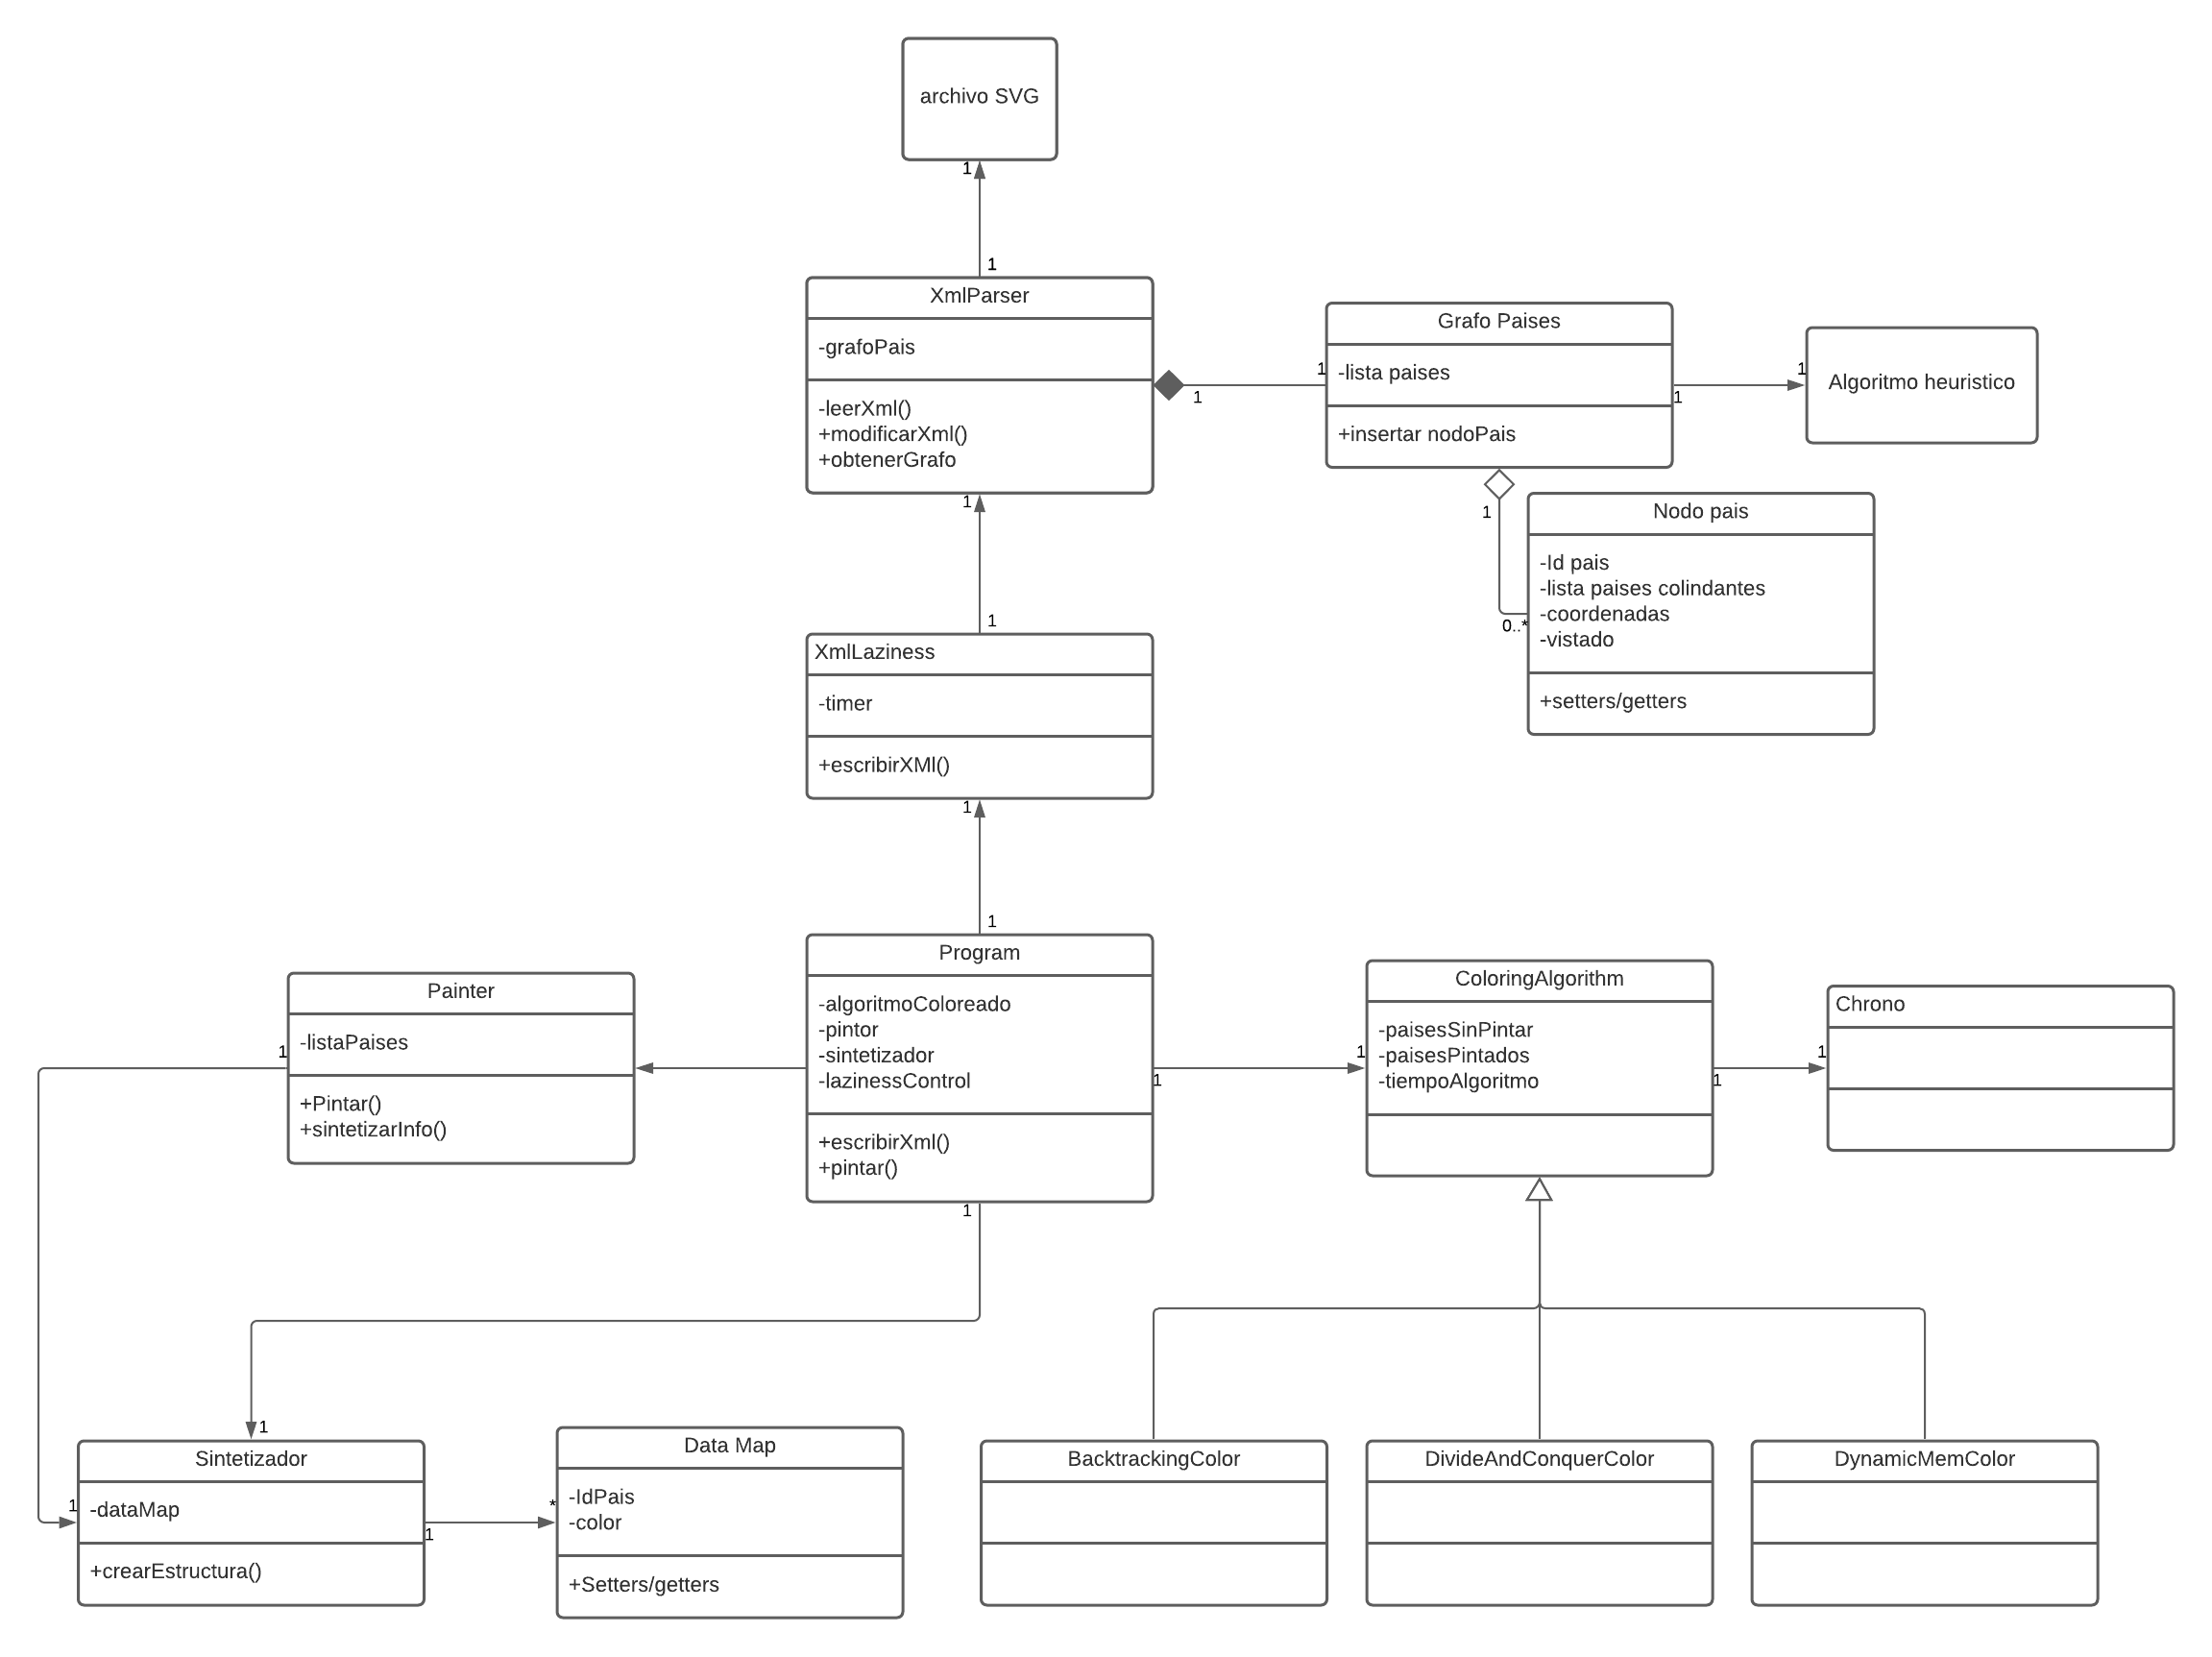 archivo SVG
1
1
XmlParser
-grafoPais
-leerXml()
+modificarXml()
+obtenerGrafo
1
1
Grafo Paises
-lista paises
+insertar nodoPais
1
1
Algoritmo heuristico
1
0..*
Nodo pais
-Id pais
-lista paises colindantes
-coordenadas
-vistado
+setters/getters
1
1
XmlLaziness
-timer
+escribirXMl()
1
1
Program
-algoritmoColoreado
-pintor
-sintetizador
-lazinessControl
+escribirXml()
+pintar()
Painter
-listaPaises
+Pintar()
+sintetizarInfo()
1
1
1
ColoringAlgorithm
-paisesSinPintar
-paisesPintados
-tiempoAlgoritmo
1
1
Chrono
1
1
1
Sintetizador
-dataMap
+crearEstructura()
1
*
Data Map
-IdPais
-color
+Setters/getters
BacktrackingColor
DivideAndConquerColor
DynamicMemColor